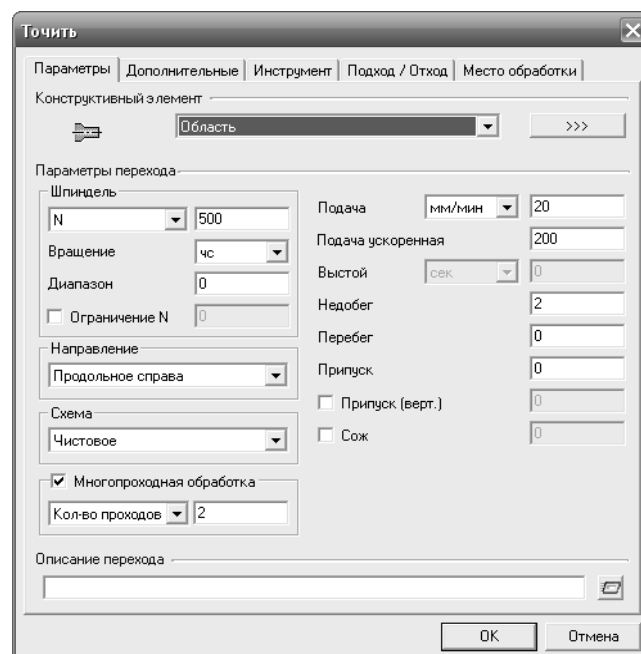 Точить
Параметры Дополнительные Инструмент Подход / Отход Место обработки
Конструктивный элемент
Область >>>
Параметры перехода
Шпиндель
N 500
Вращение чс
Диапазон 0
Ограничение N 0
Направление
Продольное справа
Схема
Чистовое
Многопроходная обработка
Кол-во проходов 2
Подача мм/мин 20
Подача ускоренная 200
Выстой сек 0
Недобег 2
Перебег 0
Припуск 0
Припуск (верт.) 0
Сож 0
Описание перехода
OK Отмена